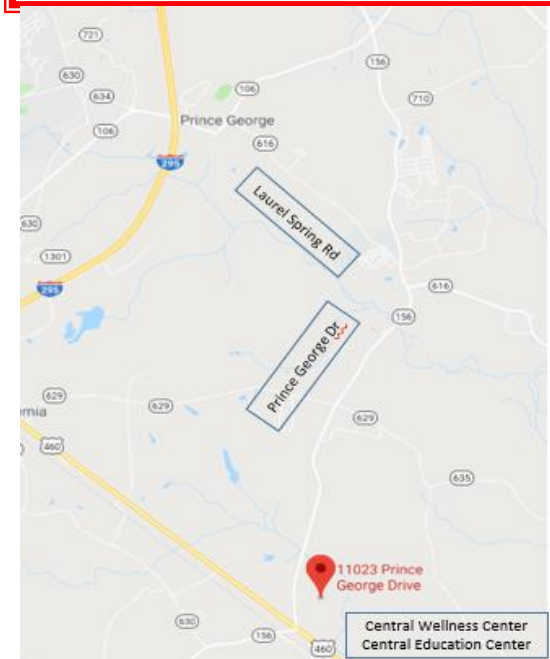 721
156
630
634
106
710
106
Prince George
616
295
Laurel Spring Rd
630
1301
616
295
156
Prince George Dr
629
629
629
mia
460
635
11023 Prince
George Drive
630
156
460
Central Wellness Center
Central Education Center